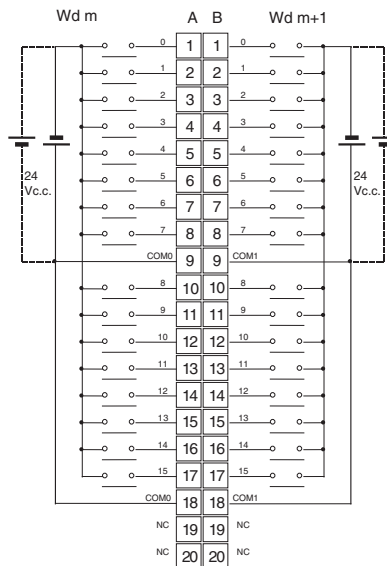 Wd m A B Wd m+1
0 1 1 0
1 2 2 1
2 3 3 2
3 4 4 3
4 5 5 4
24 Vc.c. 24 Vc.c.
5 6 6 5
6 7 7 6
7 8 8 7
COM0 9 9 COM1
8 10 10 8
9 11 11 9
10 12 12 10
11 13 13 11
12 14 14 12
13 15 15 13
14 16 16 14
15 17 17 15
COM0 18 18 COM1
NC 19 19 NC
NC 20 20 NC